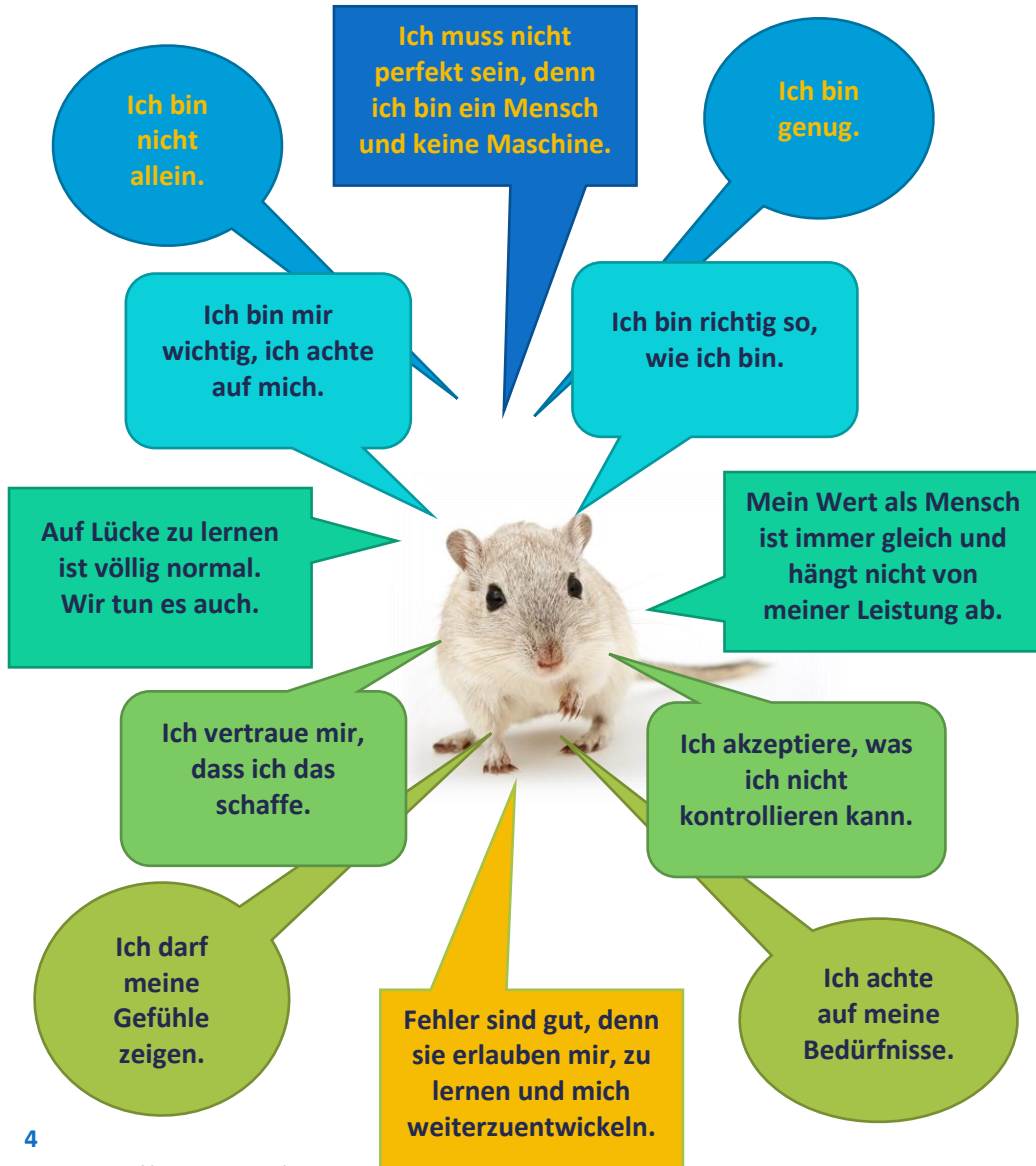 Ich muss nicht
perfekt sein, denn
ich bin ein Mensch
und keine Maschine.
Ich bin
nicht
allein.
Ich bin
genug.
Ich bin mir
wichtig, ich achte
auf mich.
Ich bin richtig so,
wie ich bin.
Auf Lücke zu lernen
ist völlig normal.
Wir tun es auch.
Mein Wert als Mensch
ist immer gleich und
hängt nicht von
meiner Leistung ab.
Ich vertraue mir,
dass ich das
schaffe.
Ich akzeptiere, was
ich nicht
kontrollieren kann.
Ich darf
meine
Gefühle
zeigen.
Fehler sind gut, denn
sie erlauben mir, zu
lernen und mich
weiterzuentwickeln.
Ich achte
auf meine
Bedürfnisse.
4